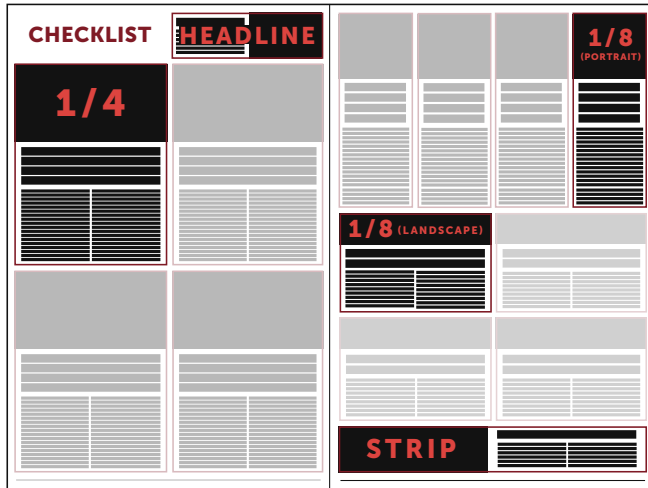 CHECKLIST
HEADLINE
1/4
1/8
(PORTRAIT)
1/8 (LANDSCAPE)
STRIP